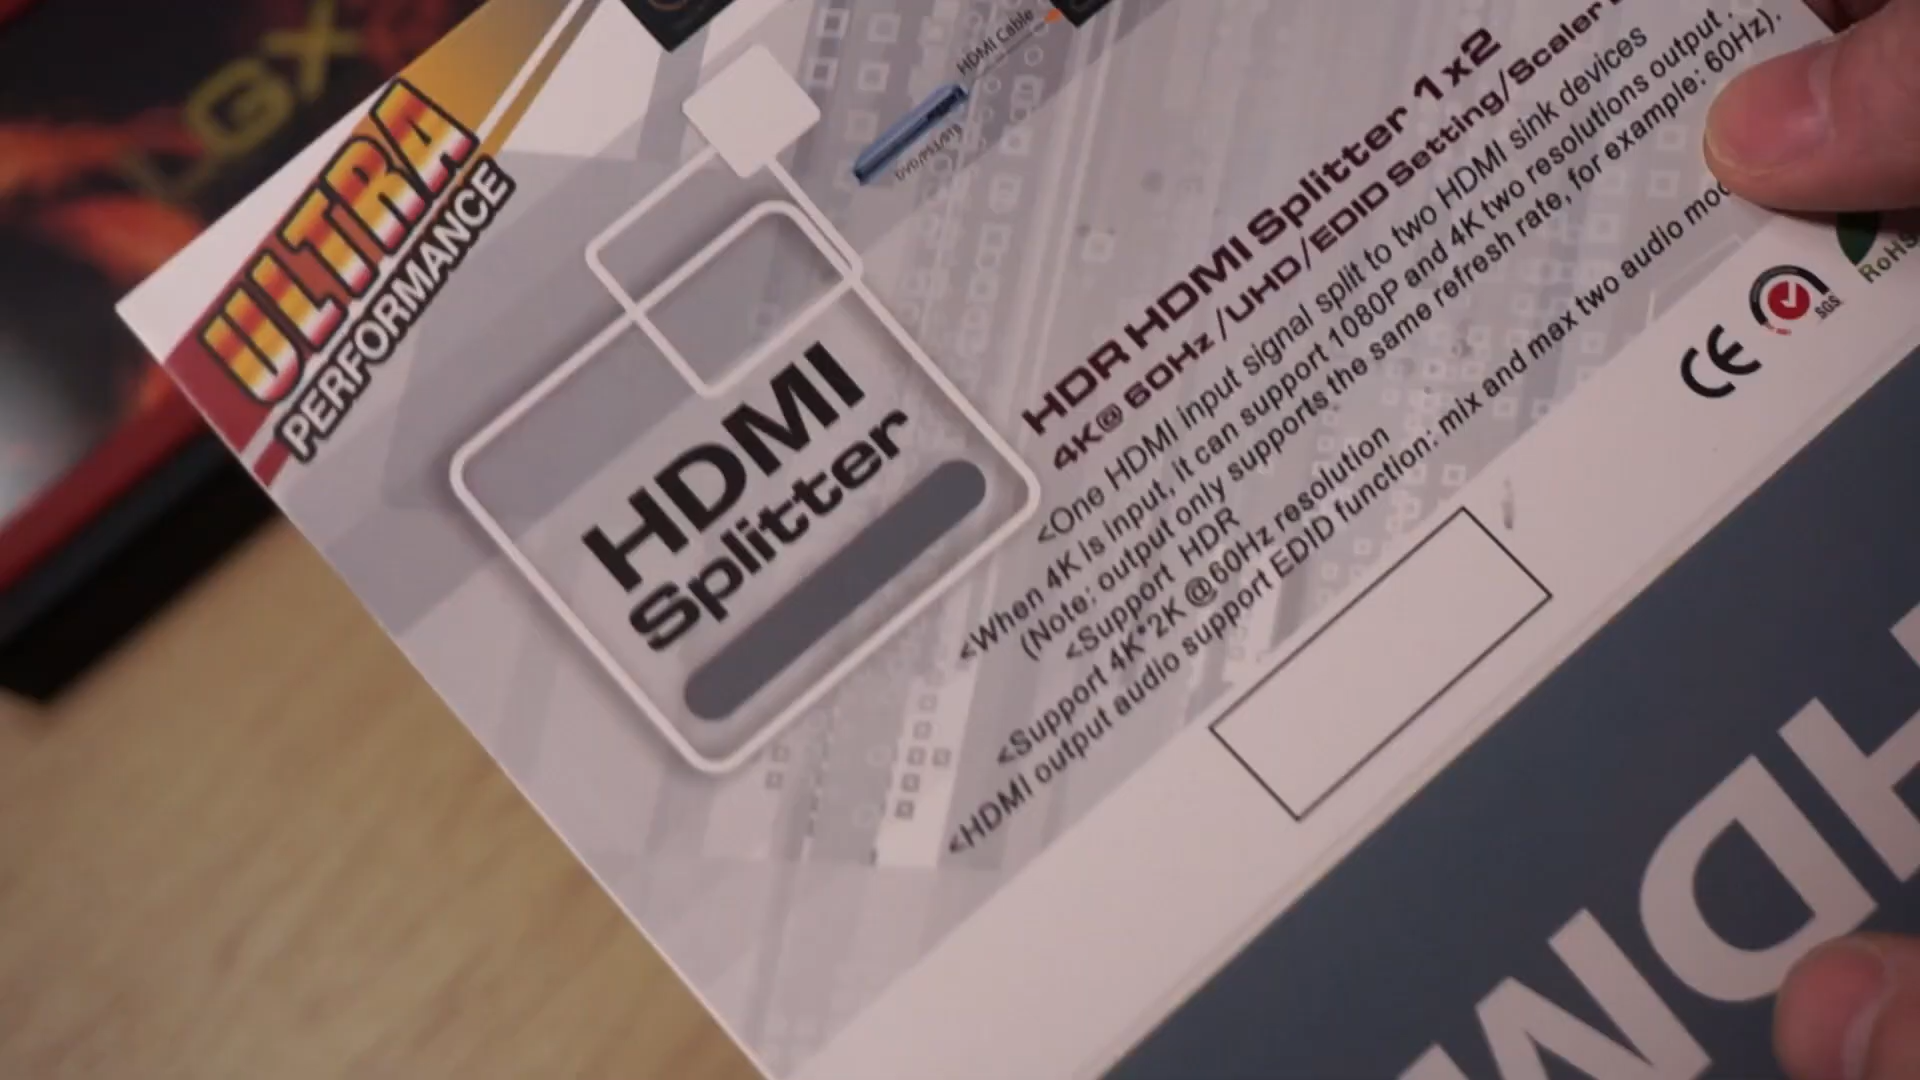 LGX
ULTRA
PERFORMANCE
HDMI Cable
HDMI
Splitter
HDR HDMI Splitter 1x2
4K@ 60Hz /UHD/EDID Setting/Scaler
<One HDMI input signal split to two HDMI sink devices
<When 4K is input, it can support 1080P and 4K two resolutions output .
(Note: output only supports the same refresh rate, for example: 60Hz).
<Support HDR
<Support 4K*2K @60Hz resolution
<HDMI output audio support EDID function: mix and max two audio
CE
SGS
RoHS
HDM